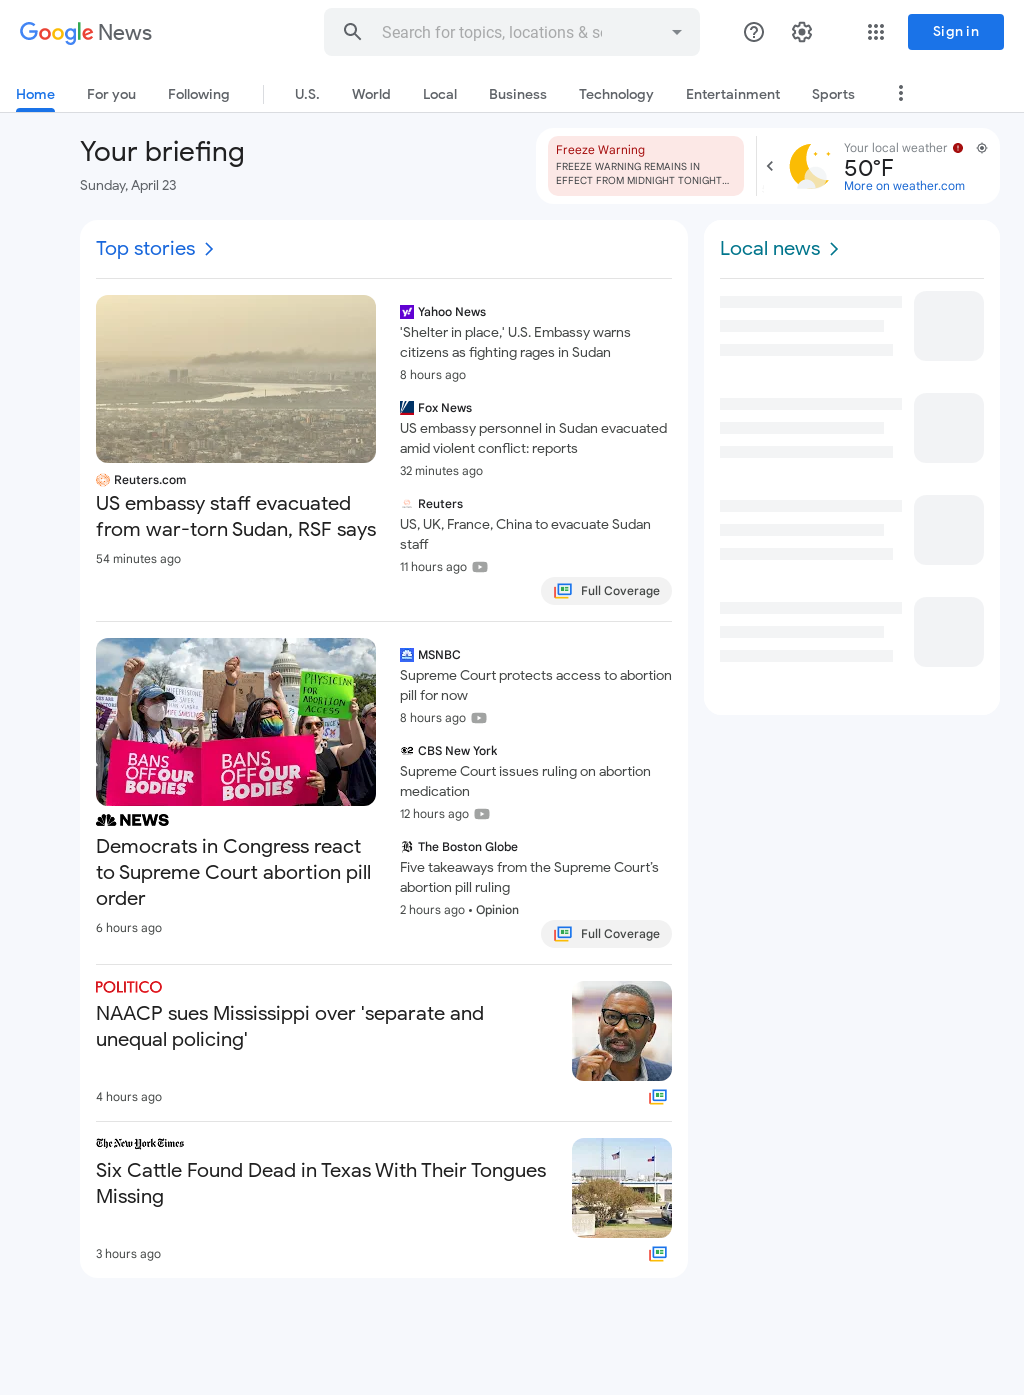 Google News
Search for topics, locations & so
Sign in
Home
For you
Following
U.S.
World
Local
Business
Technology
Entertainment
Sports
Your briefing
Sunday, April 23
Freeze Warning
FREEZE WARNING REMAINS IN
EFFECT FROM MIDNIGHT TONIGHT...
Your local weather
50°F
More on weather.com
Top stories
Reuters.com
US embassy staff evacuated
from war-torn Sudan, RSF says
54 minutes ago
Yahoo News
'Shelter in place,' U.S. Embassy warns
citizens as fighting rages in Sudan
8 hours ago
Fox News
US embassy personnel in Sudan evacuated
amid violent conflict: reports
32 minutes ago
Reuters
US, UK, France, China to evacuate Sudan
staff
11 hours ago
Full Coverage
PHYSICIAN
FOR
ABORTION
ACCESS
BANS
OFF OUR
BODIES
BANS
OFF OUR
BODIES
NEWS
Democrats in Congress react
to Supreme Court abortion pill
order
6 hours ago
MSNBC
Supreme Court protects access to abortion
pill for now
8 hours ago
CBS New York
Supreme Court issues ruling on abortion
medication
12 hours ago
The Boston Globe
Five takeaways from the Supreme Court's
abortion pill ruling
2 hours ago • Opinion
Full Coverage
POLITICO
NAACP sues Mississippi over 'separate and
unequal policing'
4 hours ago
The New York Times
Six Cattle Found Dead in Texas With Their Tongues
Missing
3 hours ago
Local news